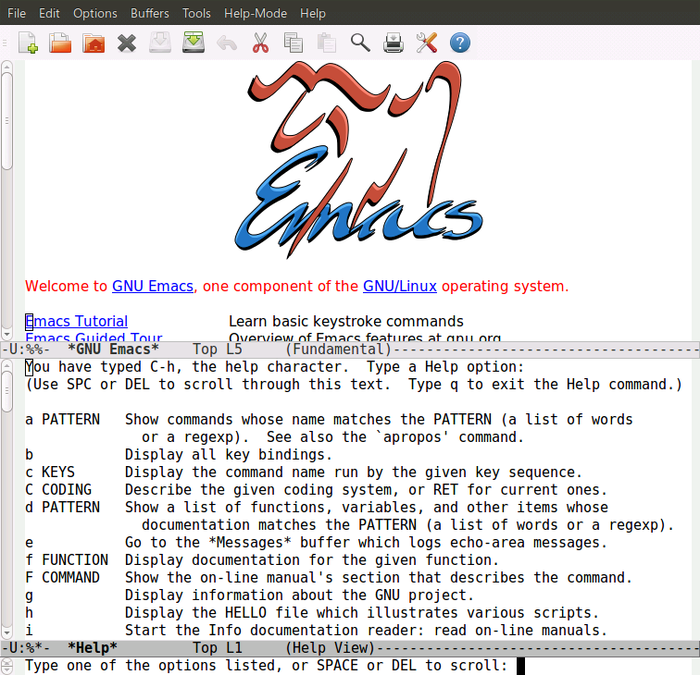 File Edit Options Buffers Tools Help-Mode Help
Emacs
Welcome to GNU Emacs, one component of the GNU/Linux operating system.
Emacs Tutorial Learn basic keystroke commands
Emacs Guided Tour Overview of Emacs features at gnu.org
-U:%%- *GNU Emacs* Top L5 (Fundamental)-----------------------------------
You have typed C-h, the help character. Type a Help option:
(Use SPC or DEL to scroll through this text. Type q to exit the Help command.)
a PATTERN Show commands whose name matches the PATTERN (a list of words
or a regexp). See also the `apropos' command.
b Display all key bindings.
c KEYS Display the command name run by the given key sequence.
C CODING Describe the given coding system, or RET for current ones.
d PATTERN Show a list of functions, variables, and other items whose
documentation matches the PATTERN (a list of words or a regexp).
e Go to the *Messages* buffer which logs echo-area messages.
f FUNCTION Display documentation for the given function.
F COMMAND Show the on-line manual's section that describes the command.
g Display information about the GNU project.
h Display the HELLO file which illustrates various scripts.
i Start the Info documentation reader: read on-line manuals.
-U:%*- *Help* Top L1 (Help View)-------------------------------------
Type one of the options listed, or SPACE or DEL to scroll: